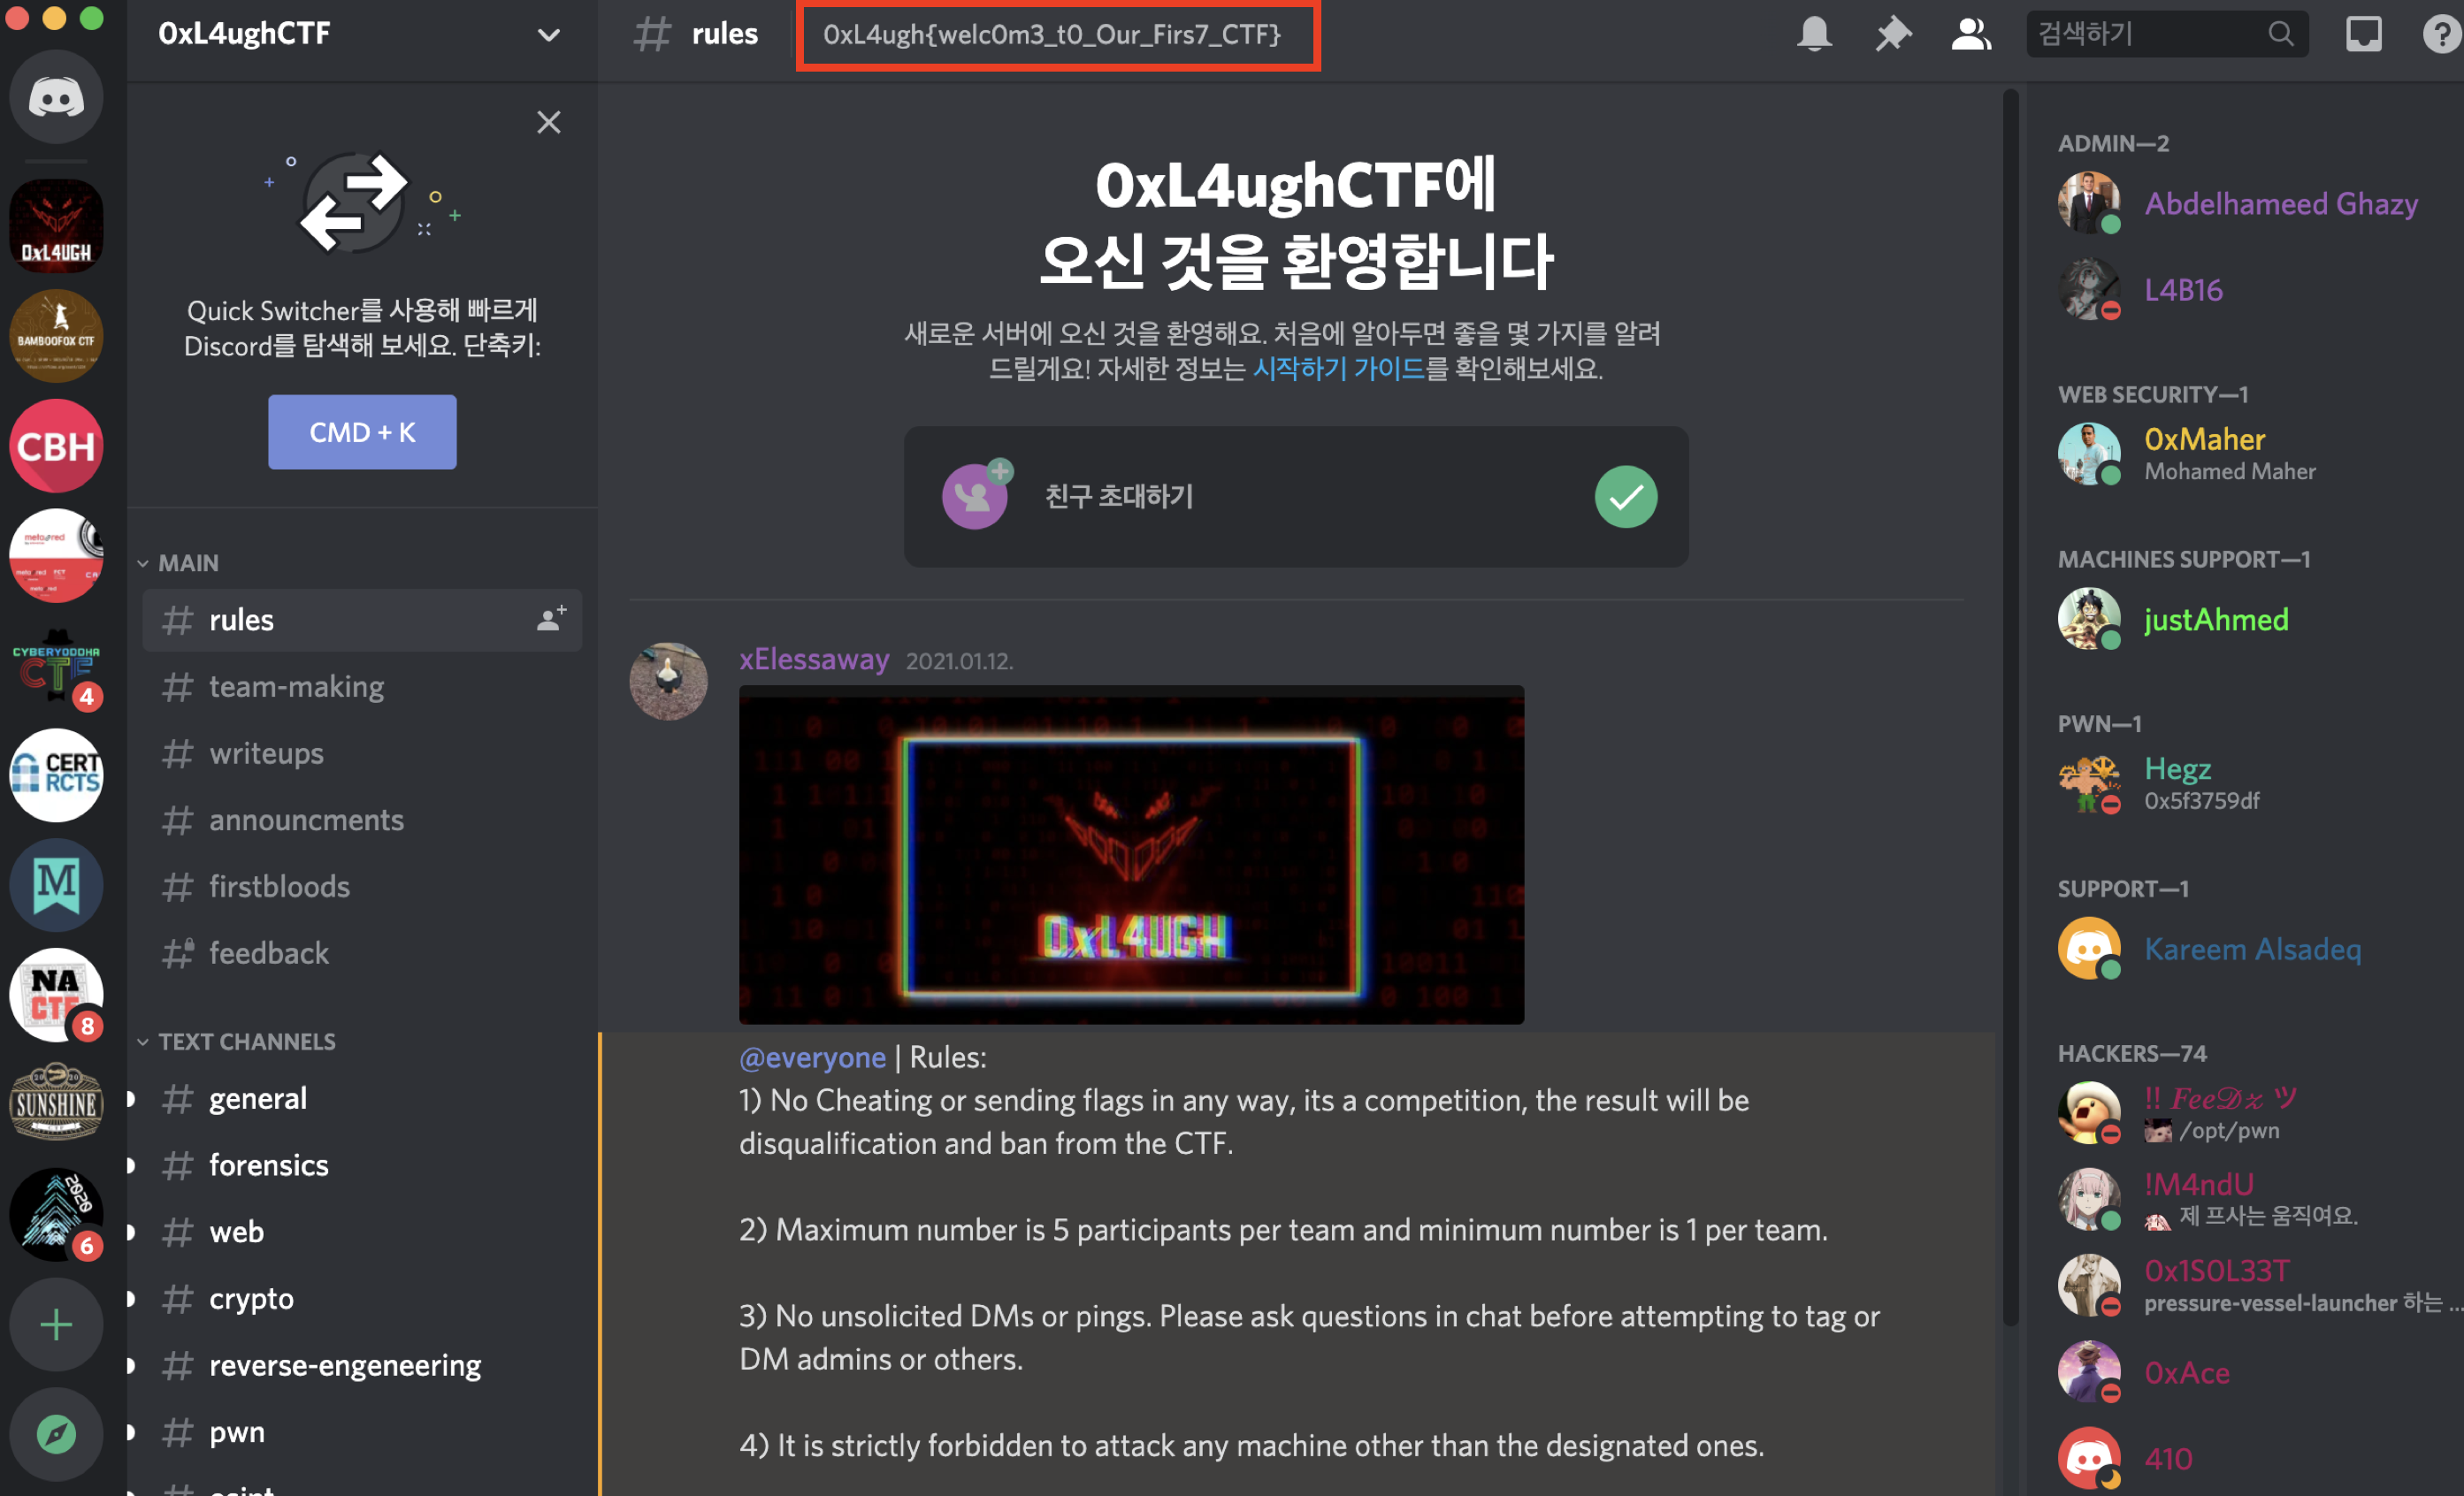 0xL4ughCTF
rules
0xL4ugh{welc0m3_t0_Our_Firs7_CTF}
검색하기
0xL4UGH
BAMBOOFOX CTF
CBH
meta red
CYBERYODDHA
CTF
4
CERT
RCTS
M
NA
CTF
8
2020
SUNSHINE
CTF
2020
6
Quick Switcher를 사용해 빠르게
Discord를 탐색해 보세요. 단축키:
CMD + K
MAIN
rules
team-making
writeups
announcments
firstbloods
feedback
TEXT CHANNELS
general
forensics
web
crypto
reverse-engeneering
pwn
0xL4ughCTF에
오신 것을 환영합니다
새로운 서버에 오신 것을 환영해요. 처음에 알아두면 좋을 몇 가지를 알려
드릴게요! 자세한 정보는 시작하기 가이드를 확인해보세요.
친구 초대하기
xElessaway 2021.01.12.
0xL4UGH
@everyone | Rules:
1) No Cheating or sending flags in any way, its a competition, the result will be
disqualification and ban from the CTF.
2) Maximum number is 5 participants per team and minimum number is 1 per team.
3) No unsolicited DMs or pings. Please ask questions in chat before attempting to tag or
DM admins or others.
4) It is strictly forbidden to attack any machine other than the designated ones.
ADMIN—2
Abdelhameed Ghazy
L4B16
WEB SECURITY—1
0xMaher
Mohamed Maher
MACHINES SUPPORT—1
justAhmed
PWN—1
Hegz
0x5f3759df
SUPPORT—1
Kareem Alsadeq
HACKERS—74
!! 𝐹𝑒𝑒𝒟𝓏 ツ
/opt/pwn
!M4ndU
제 프사는 움직여요.
0x1S0L33T
pressure-vessel-launcher 하는 ...
0xAce
410